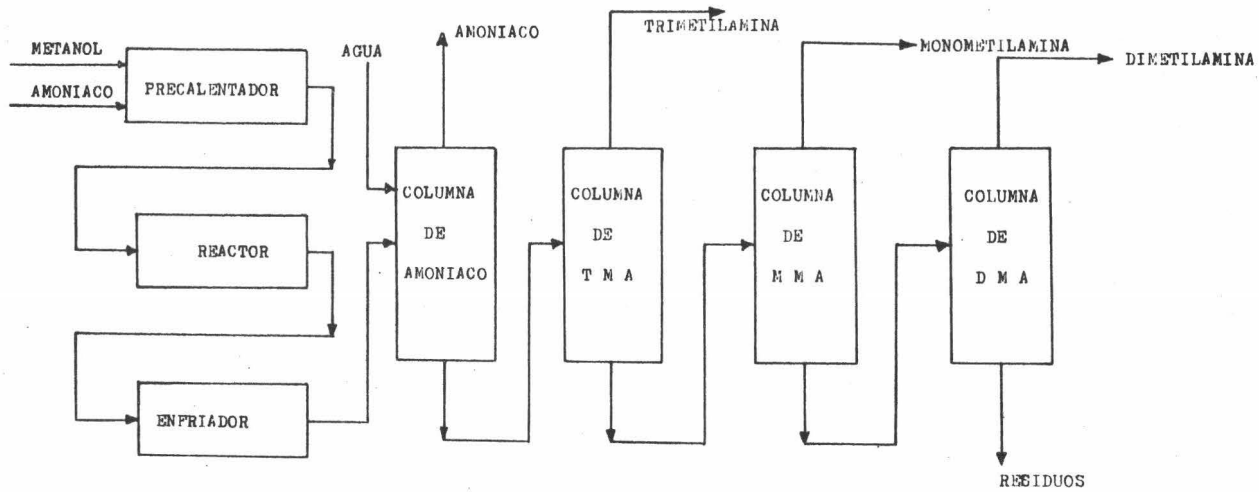 METANOL
AMONIACO
PRECALENTADOR
REACTOR
ENFRIADOR
AGUA
AMONIACO
COLUMNA
DE
AMONIACO
TRIMETILAMINA
COLUMNA
DE
T M A
MONOMETILAMINA
COLUMNA
DE
M M A
DIMETILAMINA
COLUMNA
DE
D M A
RESIDUOS